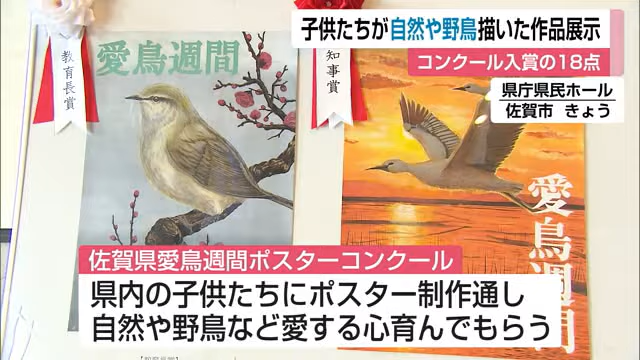 子供たちが自然や野鳥描いた作品展示
コンクール入賞の18点
県庁県民ホール
佐賀市 きょう
教育長賞
愛鳥週間
知事賞
愛鳥週間
佐賀県愛鳥週間ポスターコンクール
県内の子供たちにポスター制作通し
自然や野鳥など愛する心育んでもらう